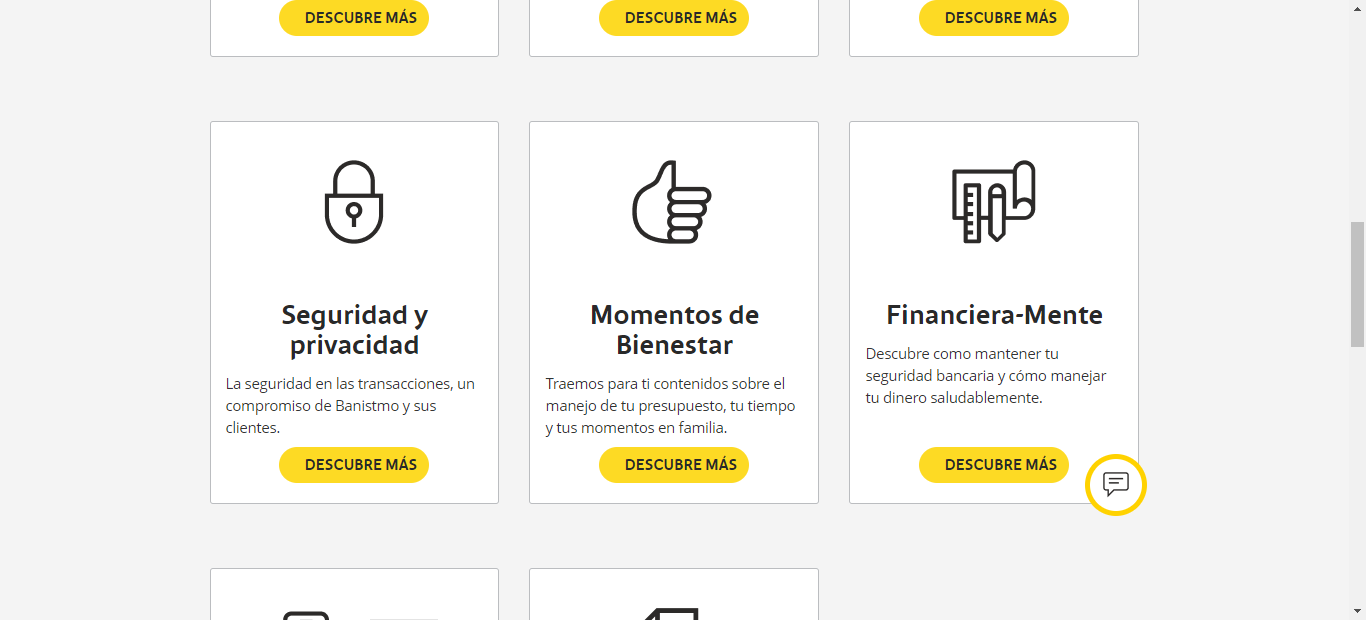 DESCUBRE MÁS
DESCUBRE MÁS
DESCUBRE MÁS
Seguridad y
privacidad
La seguridad en las transacciones, un
compromiso de Banistmo y sus
clientes.
DESCUBRE MÁS
Momentos de
Bienestar
Traemos para ti contenidos sobre el
manejo de tu presupuesto, tu tiempo
y tus momentos en familia.
DESCUBRE MÁS
Financiera-Mente
Descubre como mantener tu
seguridad bancaria y cómo manejar
tu dinero saludablemente.
DESCUBRE MÁS